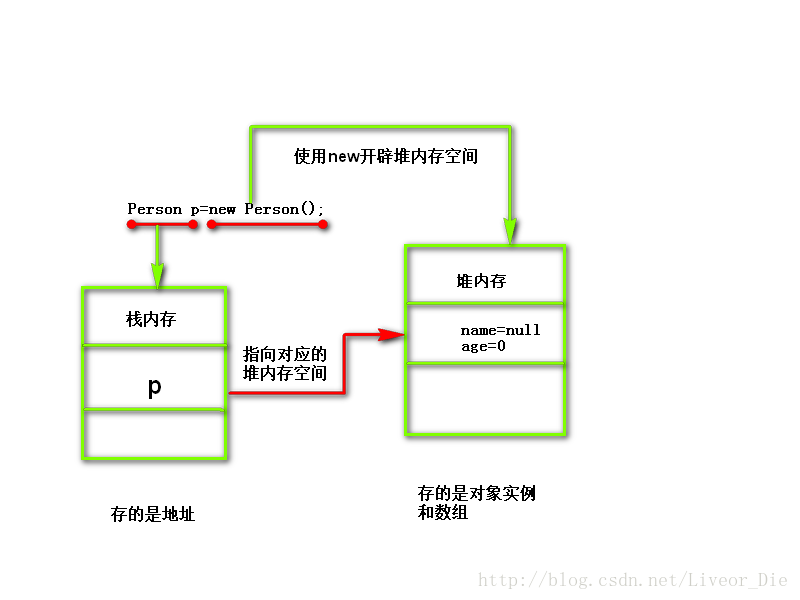 使用new开辟堆内存空间
Person p=new Person();
堆内存
栈内存
name=null
age=0
指向对应的
堆内存空间
p
存的是对象实例
和数组
存的是地址
http://blog.csdn.net/Liveor_Die